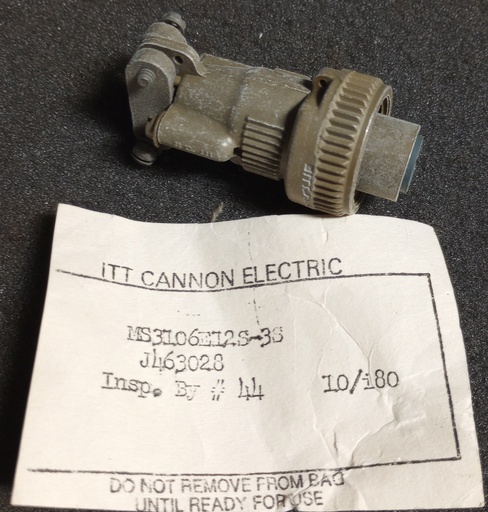 ITT CANNON ELECTRIC
MS3106E12S-3S
J463028
Insp. By # 44 10/180
DO NOT REMOVE FROM BAG
UNTIL READY FOR USE